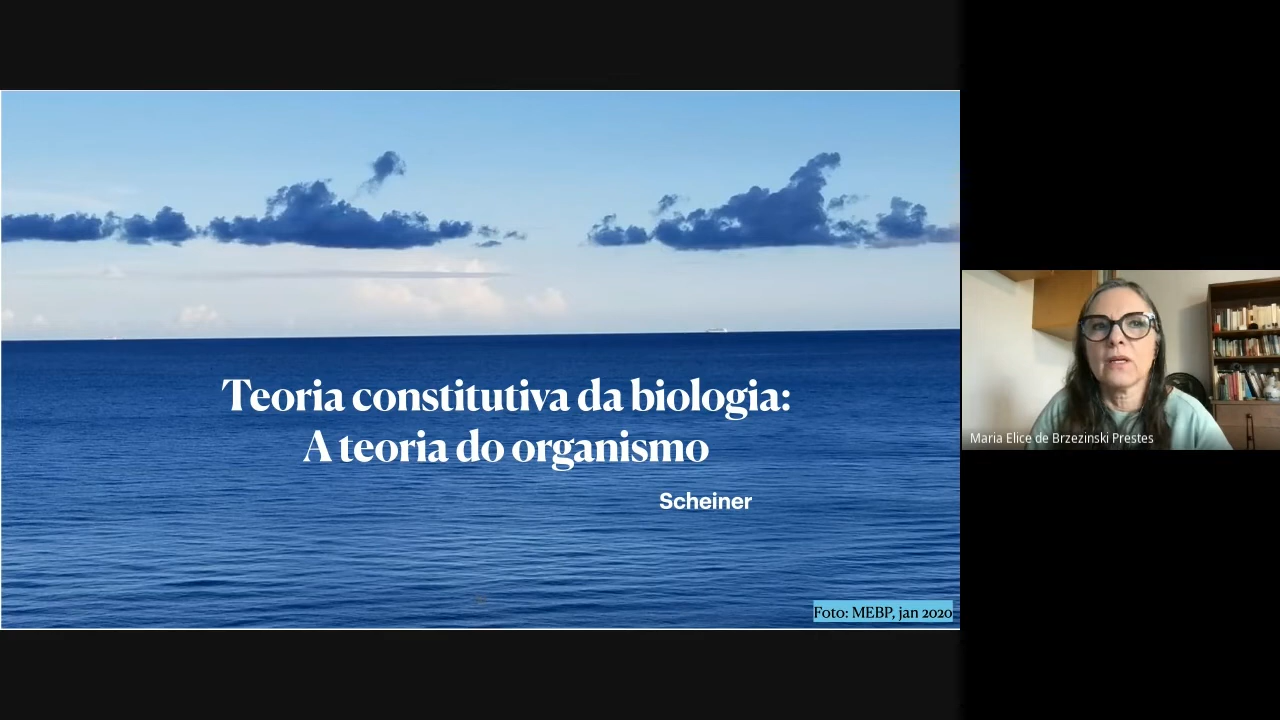 Teoria constitutiva da biologia:
A teoria do organismo
Scheiner
Foto: MEBP, jan 2020
Maria Elice de Brzezinski Prestes